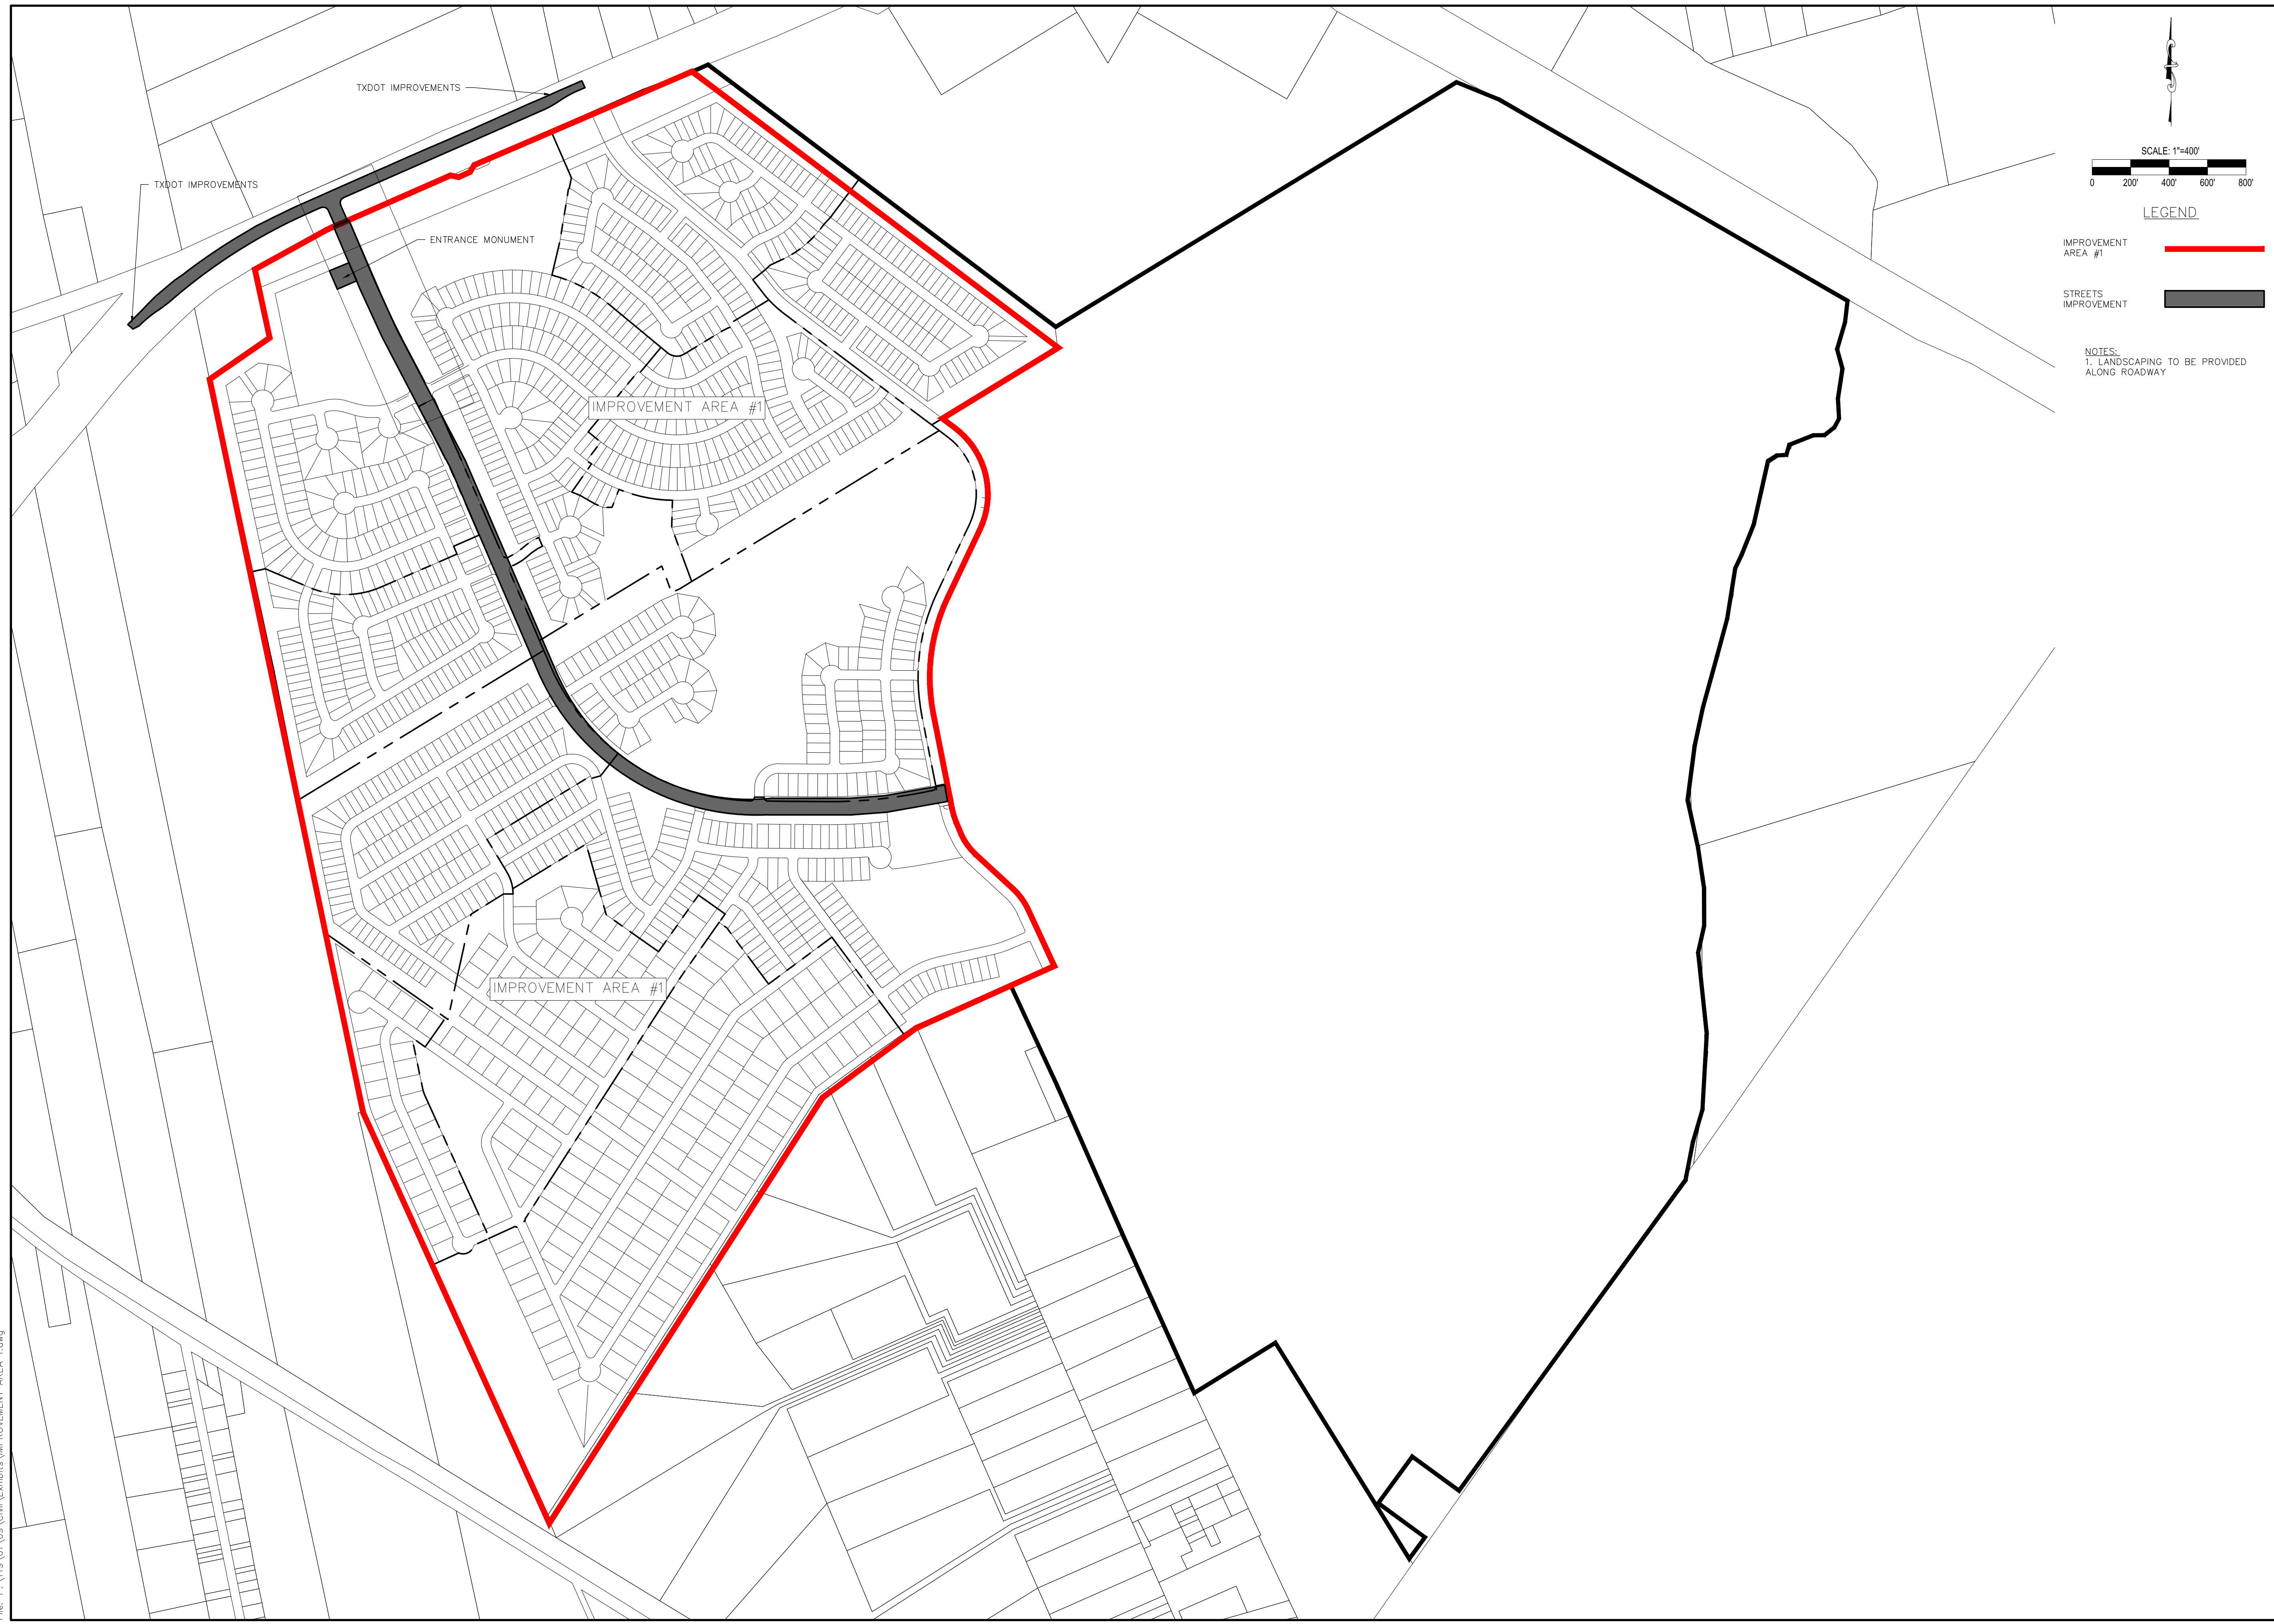 TXDOT IMPROVEMENTS
TXDOT IMPROVEMENTS
ENTRANCE MONUMENT
IMPROVEMENT AREA #1
IMPROVEMENT AREA #1
SCALE: 1"=400'
0 200' 400' 600' 800'
LEGEND
IMPROVEMENT
AREA #1
STREETS
IMPROVEMENT
NOTES:
1. LANDSCAPING TO BE PROVIDED
ALONG ROADWAY